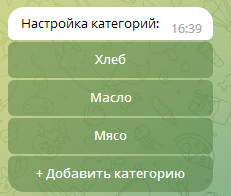 Настройка категорий:
16:39
Хлеб
Масло
Мясо
+ Добавить категорию